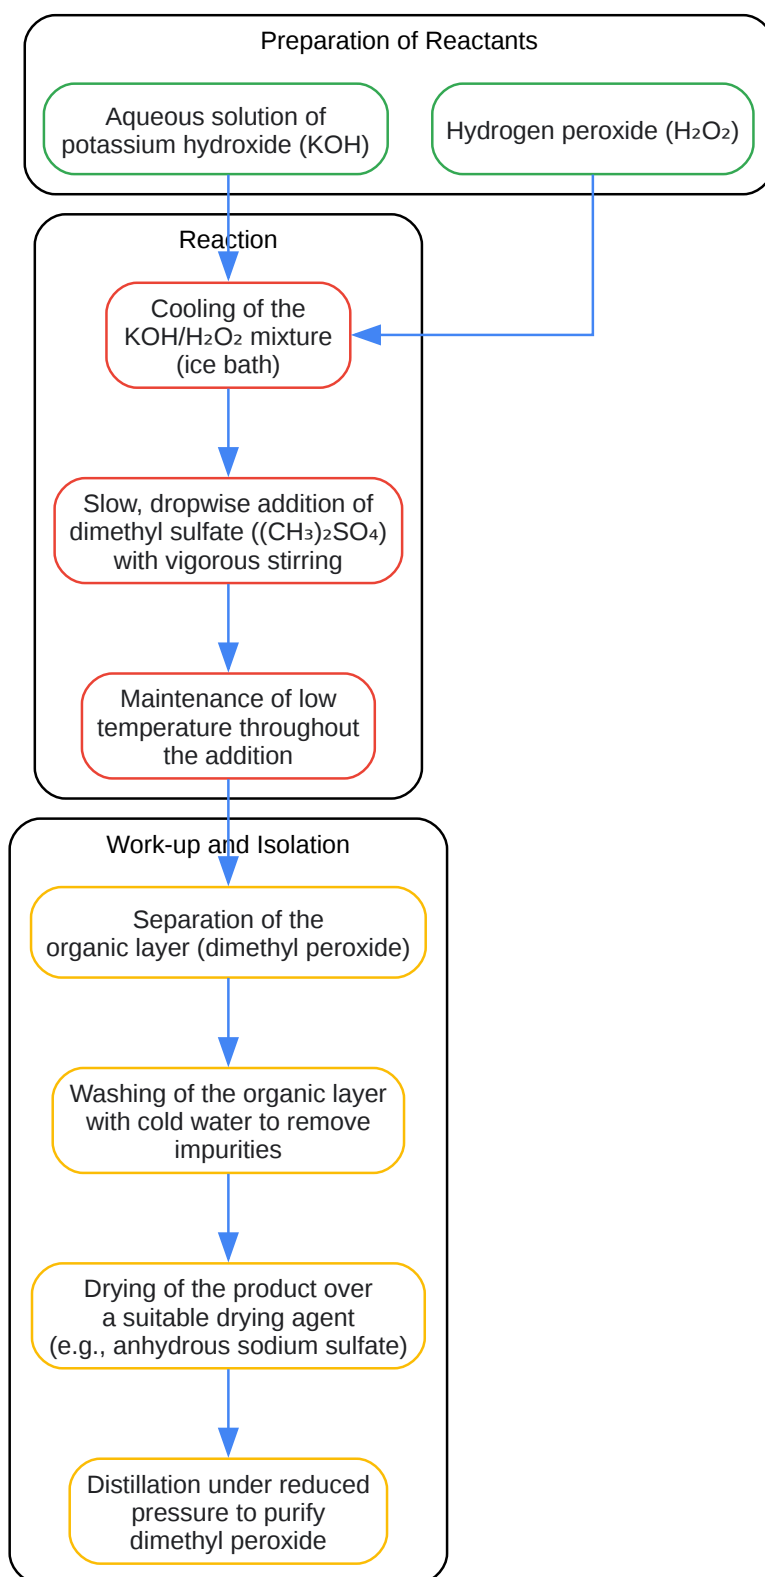 Preparation of Reactants
Aqueous solution of
potassium hydroxide (KOH)
Hydrogen peroxide (H₂O₂)
Reaction
Cooling of the
KOH/H₂O₂ mixture
(ice bath)
Slow, dropwise addition of
dimethyl sulfate ((CH₃)₂SO₄)
with vigorous stirring
Maintenance of low
temperature throughout
the addition
Work-up and Isolation
Separation of the
organic layer (dimethyl peroxide)
Washing of the organic layer
with cold water to remove
impurities
Drying of the product over
a suitable drying agent
(e.g., anhydrous sodium sulfate)
Distillation under reduced
pressure to purify
dimethyl peroxide